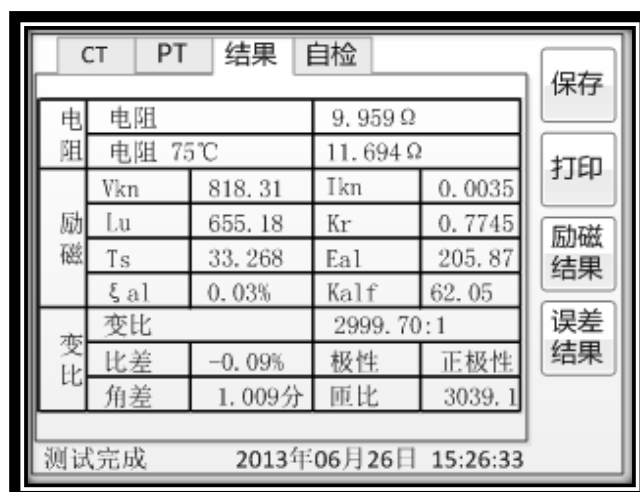 CT PT 结果 自检
保存
打印
励磁
结果
误差
结果
电阻
电阻 9.959Ω
电阻 75℃ 11.694Ω
励磁
Vkn 818.31 Ikn 0.0035
Lu 655.18 Kr 0.7745
Ts 33.268 Eal 205.87
ξal 0.03% Kalf 62.05
变比
变比 2999.70:1
比差 -0.09% 极性 正极性
角差 1.009分 匝比 3039.1
测试完成 2013年06月26日 15:26:33